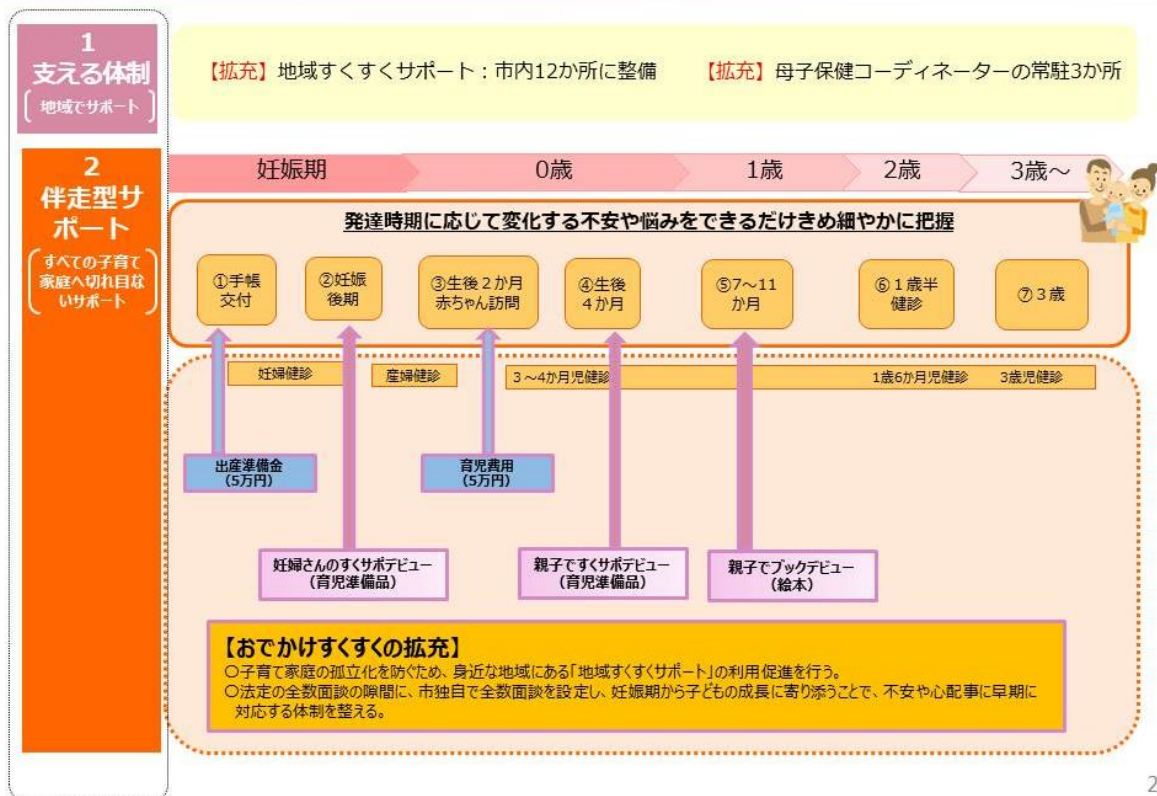 1
支える体制
地域でサポート
【拡充】地域すくすくサポート：市内12か所に整備
【拡充】母子保健コーディネーターの常駐3か所
2
伴走型サ
ポート
すべての子育て
家庭へ切れ目な
いサポート
妊娠期
0歳
1歳
2歳
3歳～
発達時期に応じて変化する不安や悩みをできるだけきめ細やかに把握
①手帳
交付
②妊娠
後期
③生後２か月
赤ちゃん訪問
④生後
４か月
⑤7～11
か月
⑥１歳半
健診
⑦３歳
妊婦健診
産婦健診
３～4か月児健診
1歳6か月児健診
3歳児健診
出産準備金
(5万円)
育児費用
(5万円)
妊婦さんのすくサポデビュー
（育児準備品）
親子ですくサポデビュー
（育児準備品）
親子でブックデビュー
（絵本）
【おでかけすくすくの拡充】
○子育て家庭の孤立化を防ぐため、身近な地域にある「地域すくすくサポート」の利用促進を行う。
○法定の全数面談の隙間に、市独自で全数面談を設定し、妊娠期から子どもの成長に寄り添うことで、不安や心配事に早期に
対応する体制を整える。
2